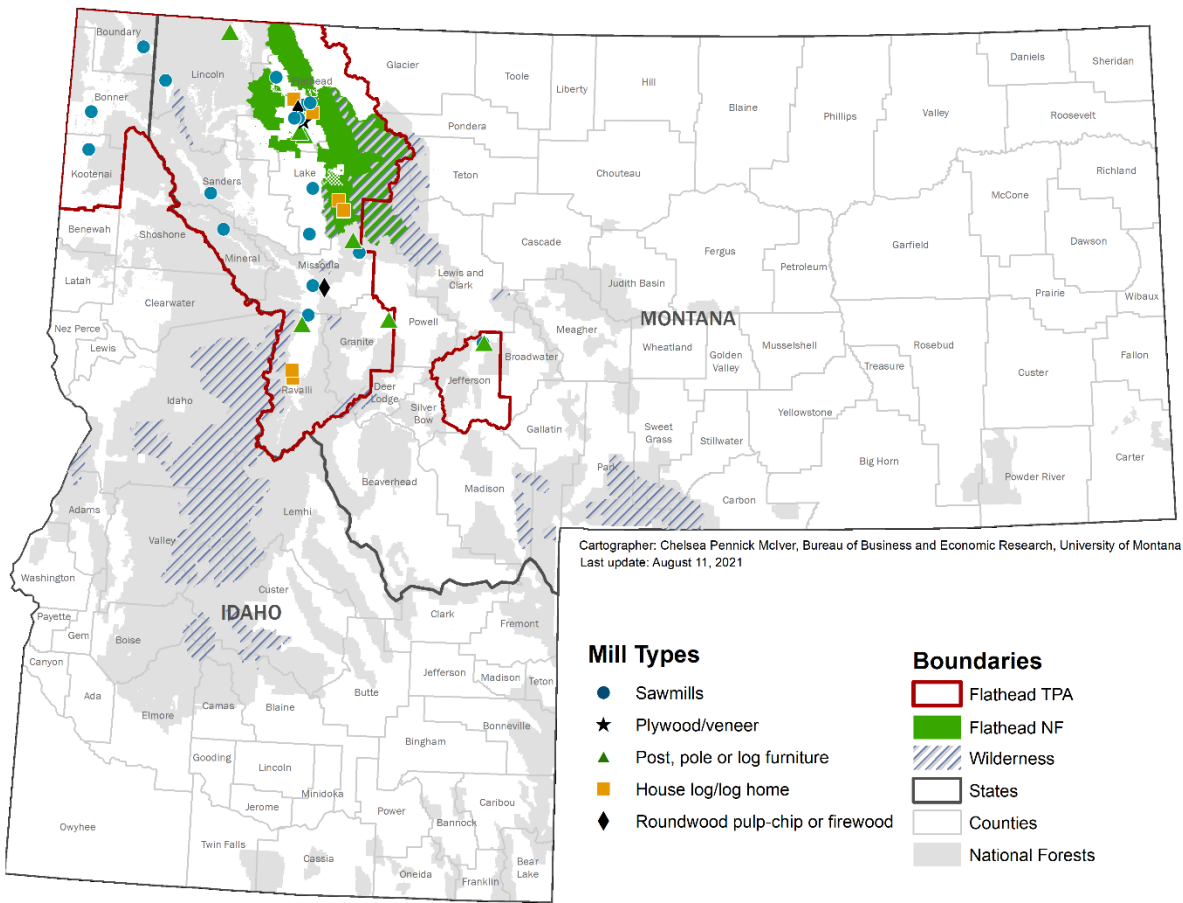 Boundary
Lincoln
Glacier
Toole
Liberty
Hill
Blaine
Phillips
Valley
Daniels
Sheridan
Bonner
Pondera
Roosevelt
Kootenai
Sanders
Lake
Teton
Chouteau
McCone
Richland
Benewah
Shoshone
Mineral
Missoula
Cascade
Fergus
Petroleum
Garfield
Dawson
Latah
Clearwater
Lewis and
Clark
Judith Basin
Prairie
Wibaux
Nez Perce
Lewis
Granite
Powell
Meagher
MONTANA
Wheatland
Golden
Valley
Musselshell
Treasure
Rosebud
Custer
Fallon
Broadwater
Jefferson
Idaho
Ravalli
Deer
Lodge
Silver
Bow
Gallatin
Sweet
Grass
Stillwater
Yellowstone
Big Horn
Carter
Powder River
Beaverhead
Madison
Park
Carbon
Adams
Lemhi
Valley
Washington
Custer
IDAHO
Payette
Gem
Boise
Clark
Fremont
Canyon
Ada
Elmore
Camas
Blaine
Butte
Jefferson
Madison
Teton
Bonneville
Bingham
Gooding
Lincoln
Jerome
Minidoka
Power
Caribou
Bannock
Owyhee
Twin Falls
Cassia
Oneida
Franklin
Bear
Lake
Cartographer: Chelsea Pennick McIver, Bureau of Business and Economic Research, University of Montana
Last update: August 11, 2021
Mill Types
Sawmills
Plywood/veneer
Post, pole or log furniture
House log/log home
Roundwood pulp-chip or firewood
Boundaries
Flathead TPA
Flathead NF
Wilderness
States
Counties
National Forests